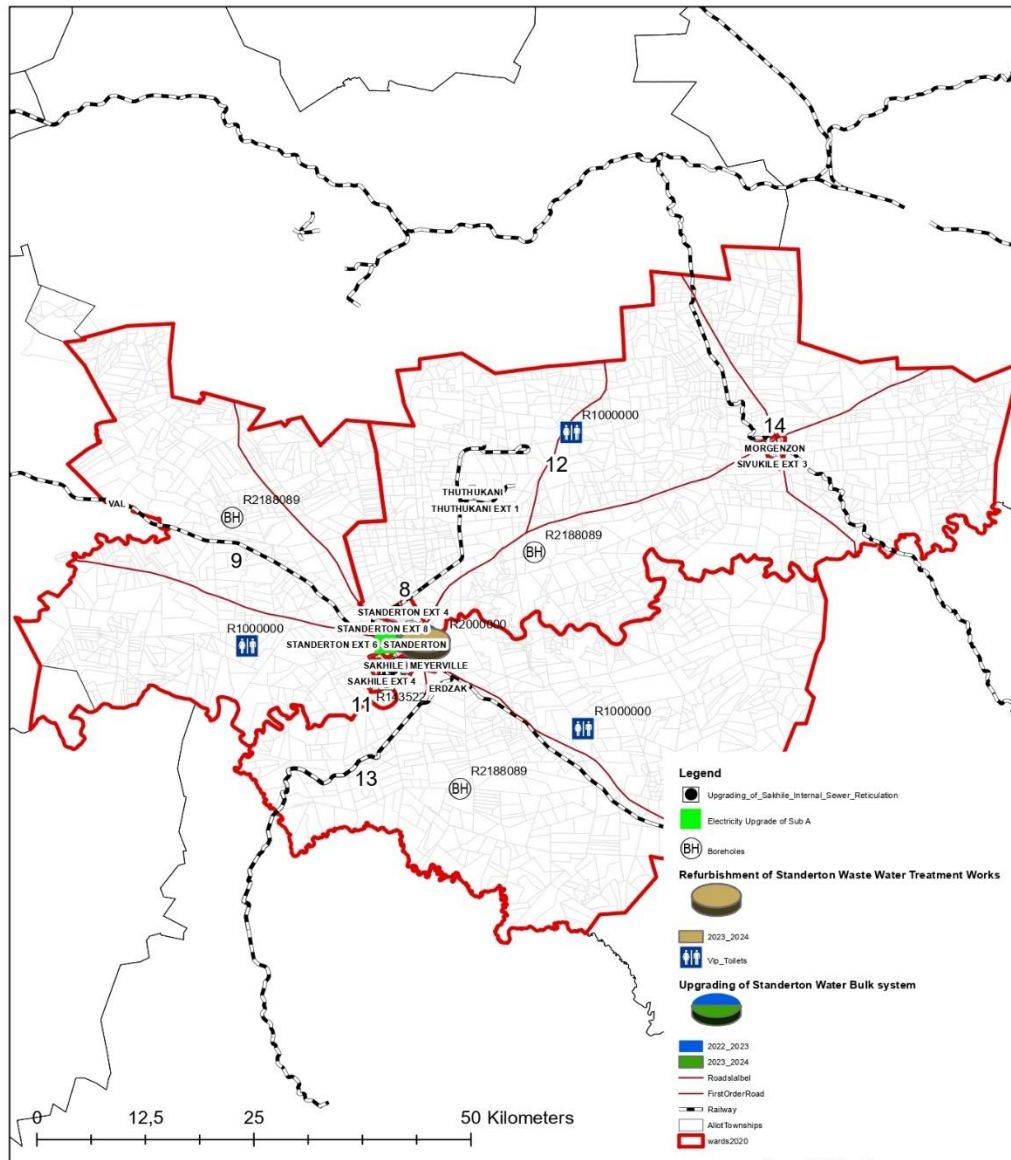 R1000000
14
MORGENZON
SIVUKILE EXT 3
12
THUTHUKANI
THUTHUKANI EXT 1
R2188089
BH
VAL
R2188089
BH
9
8
STANDERTON EXT 4
STANDERTON EXT 8
R2000000
R1000000
STANDERTON EXT 6
STANDERTON
SAKHILE
MEYERVILLE
SAKHILE EXT 4
ERDZAK
R143522
11
R1000000
13
R2188089
BH
Legend
Upgrading_of_Sakhile_Internal_Sewer_Reticulation
Electricity Upgrade of Sub A
BH Boreholes
Refurbishment of Standerton Waste Water Treatment Works
2023_2024
Vip_Toilets
Upgrading of Standerton Water Bulk system
2022_2023
2023_2024
Roadslalbel
FirstOrderRoad
Railway
AllotTownships
wards2020
0 12,5 25 50 Kilometers